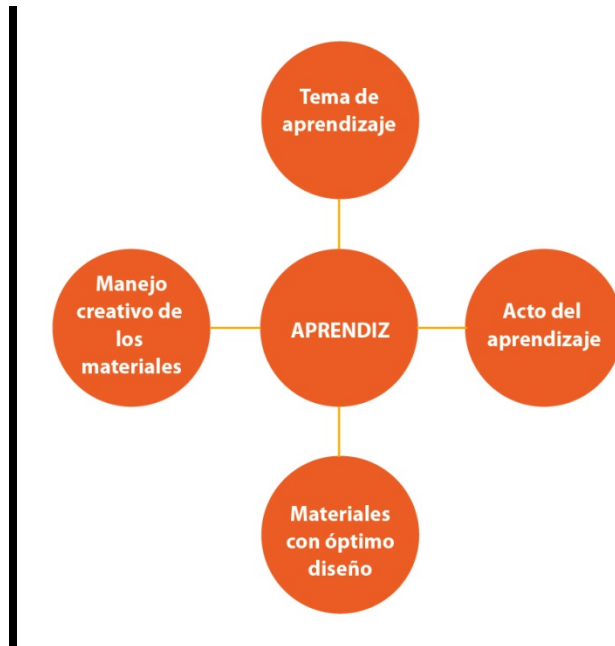 Tema de
aprendizaje
Manejo
creativo de
los
materiales
APRENDIZ
Acto del
aprendizaje
Materiales
con óptimo
diseño